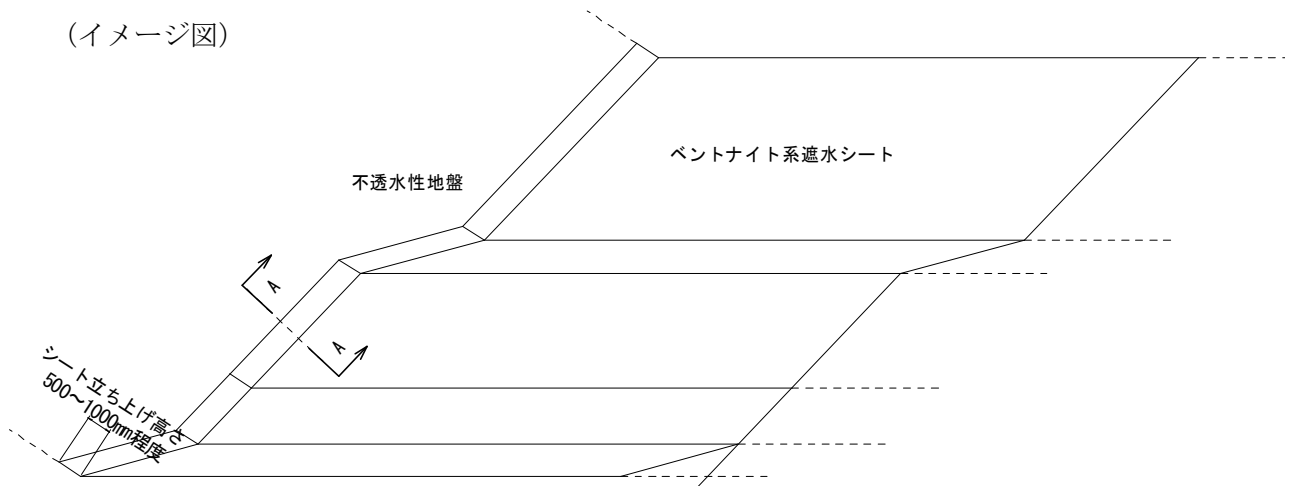 (イメージ図)
ベントナイト系遮水シート
不透水性地盤
A
A
シート立ち上げ高さ
500~1000㎜程度